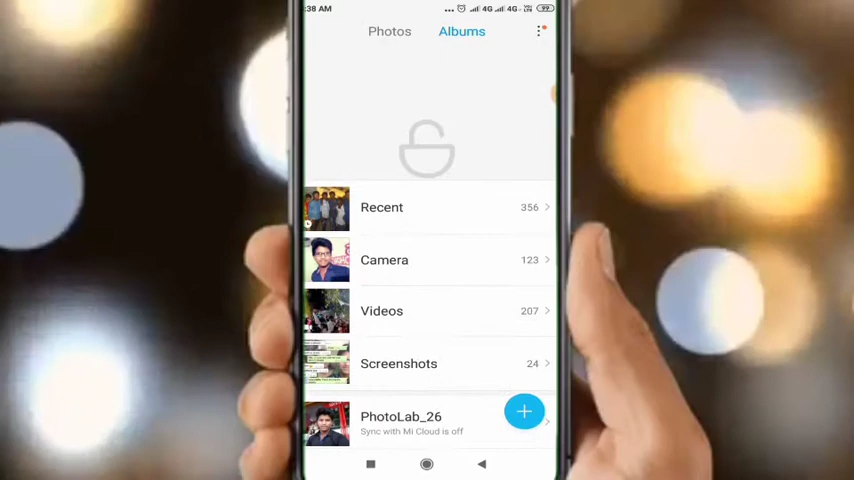 :38 AM ... 4G 4G 99
Photos Albums
Recent 356
Camera 123
Videos 207
Screenshots 24
PhotoLab_26
Sync with Mi Cloud is off